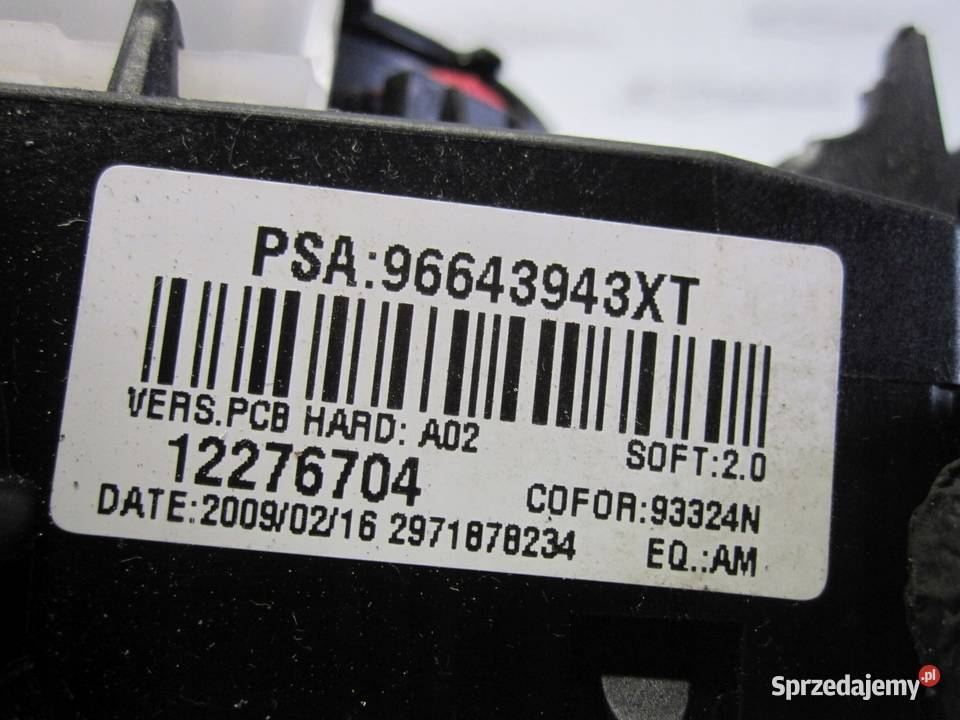 PSA:96643943XT
VERS.PCB HARD: A02
SOFT:2.0
12276704
COFOR:93324N
DATE:2009/02/16 2971878234
EQ.:AM
Sprzedajemy.pl